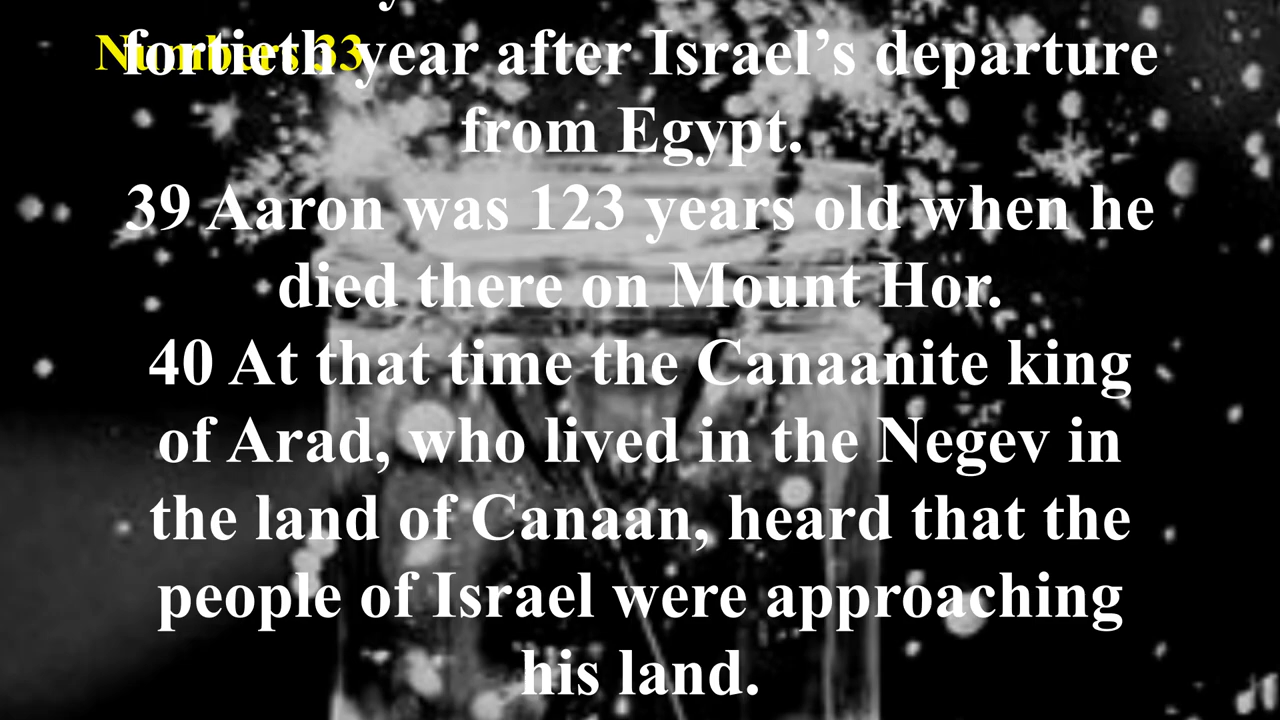 Numbers 33
fortieth year after Israel’s departure
from Egypt.
39 Aaron was 123 years old when he
died there on Mount Hor.
40 At that time the Canaanite king
of Arad, who lived in the Negev in
the land of Canaan, heard that the
people of Israel were approaching
his land.